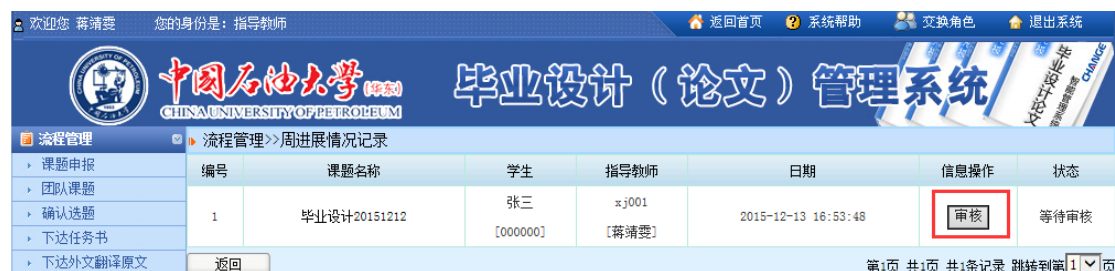 欢迎您 蒋靖雯 您的身份是：指导教师 返回首页 系统帮助 交换角色 退出系统
中国石油大学(华东) 毕业设计（论文）管理系统
CHINA UNIVERSITY OF PETROLEUM
流程管理 流程管理>>周进展情况记录
课题申报
编号 课题名称 学生 指导教师 日期 信息操作 状态
团队课题
确认选题
1 毕业设计20151212 张三 [000000] xj001 [蒋靖雯] 2015-12-13 16:53:48 审核 等待审核
下达任务书
下达外文翻译原文
返回 第1页 共1页 共1条记录 跳转到第1页